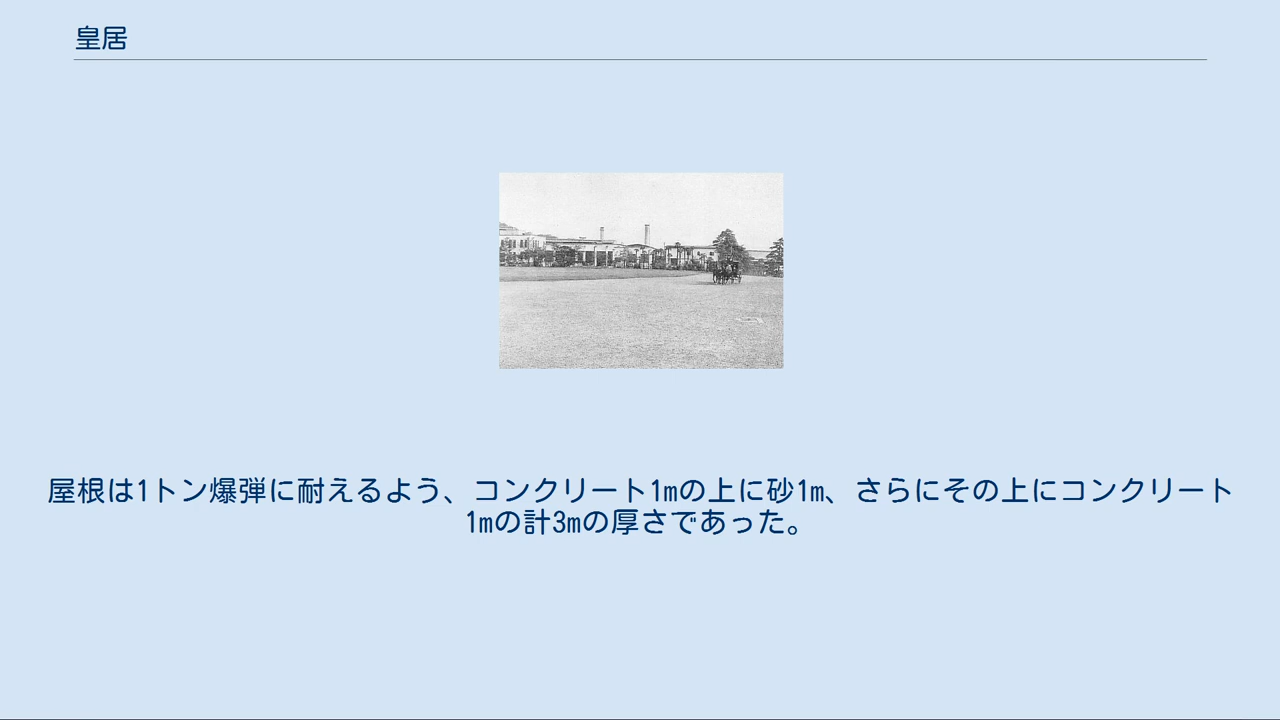 皇居
屋根は1トン爆弾に耐えるよう、コンクリート1mの上に砂1m、さらにその上にコンクリート
1mの計3mの厚さであった。